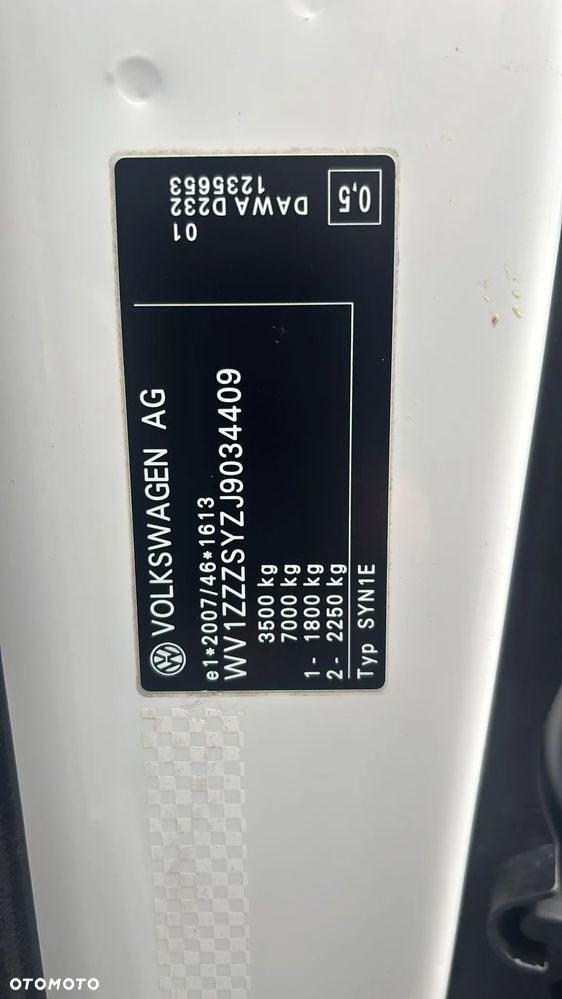 VOLKSWAGEN AG
e1*2007/46*1613
WV1ZZZSYZJ9034409
3500 kg
7000 kg
1- 1800 kg
2- 2250 kg
Typ SYN1E
01
DAWA D232
1235653
0,5
OTOMOTO